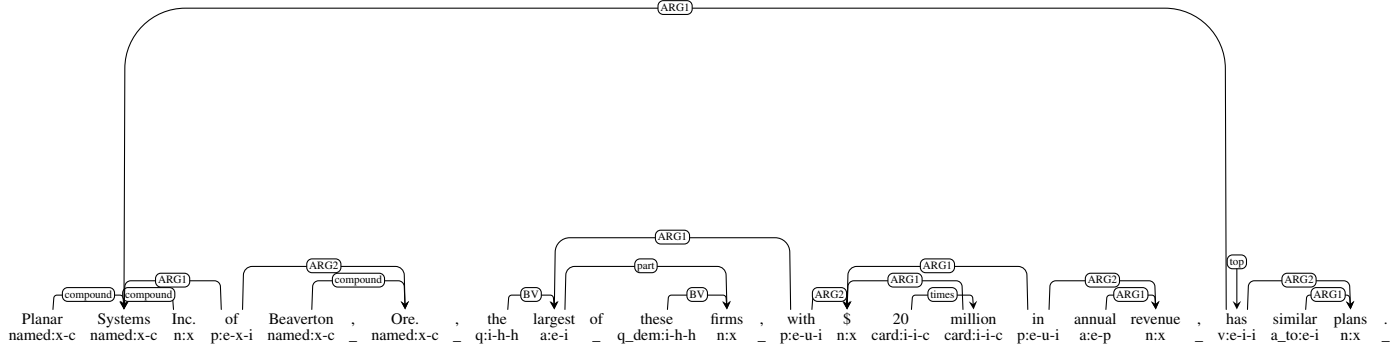 ARG1
ARG1
ARG2 part ARG1
ARG1 compound ARG1 ARG2 top ARG2
compound compound BV BV ARG2 times ARG1 ARG1
Planar Systems Inc. of Beaverton , Ore. , the largest of these firms , with $ 20 million in annual revenue , has similar plans .
named:x-c named:x-c n:x p:e-x-i named:x-c _ named:x-c _ q:i-h-h a:e-i _ q_dem:i-h-h n:x _ p:e-u-i n:x card:i-i-c card:i-i-c p:e-u-i a:e-p n:x _ v:e-i-i a_to:e-i n:x _